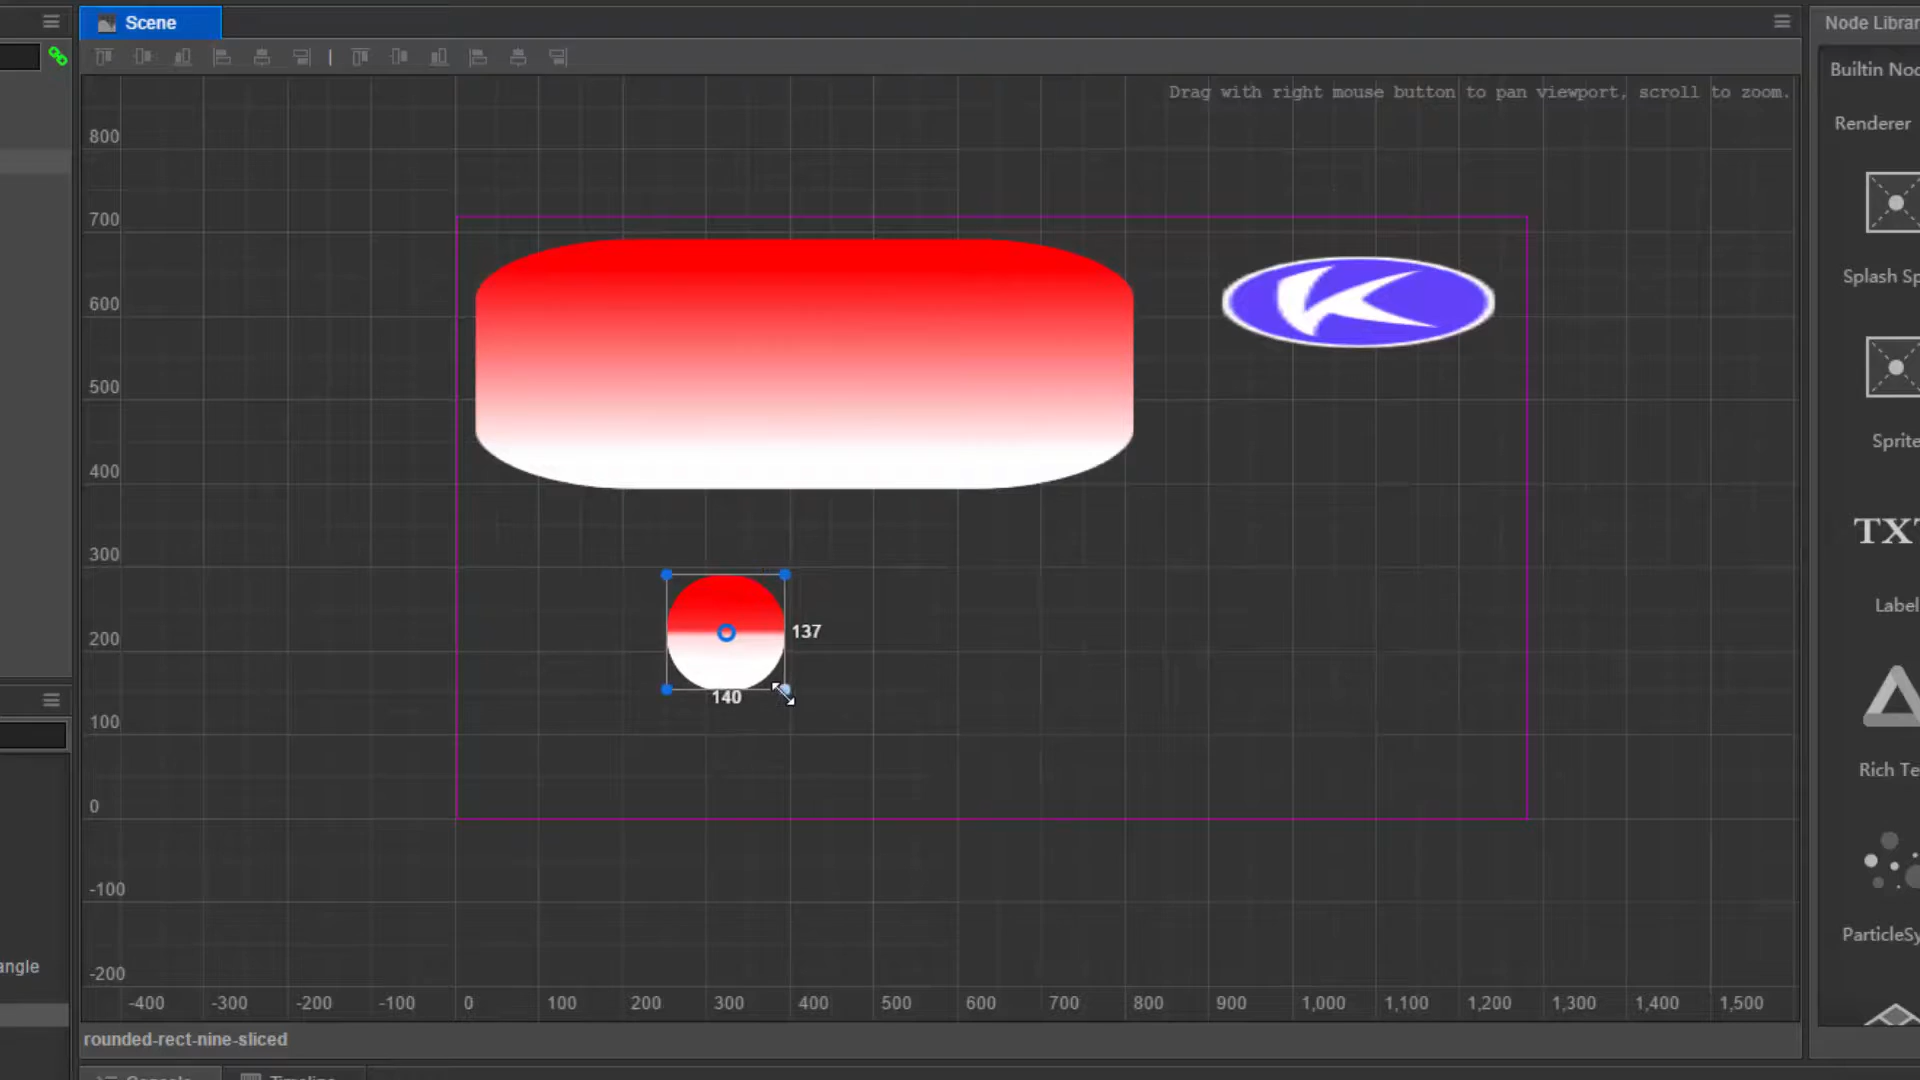 Scene
Node Librar
Builtin Noc
Drag with right mouse button to pan viewport, scroll to zoom.
Renderer
800
700
600
500
400
300
200
100
0
-100
-200
137
140
Splash Sp
Sprite
TXT
Label
Rich Te
ParticleSy
angle
-400 -300 -200 -100 0 100 200 300 400 500 600 700 800 900 1,000 1,100 1,200 1,300 1,400 1,500
rounded-rect-nine-sliced
Console
Timeline